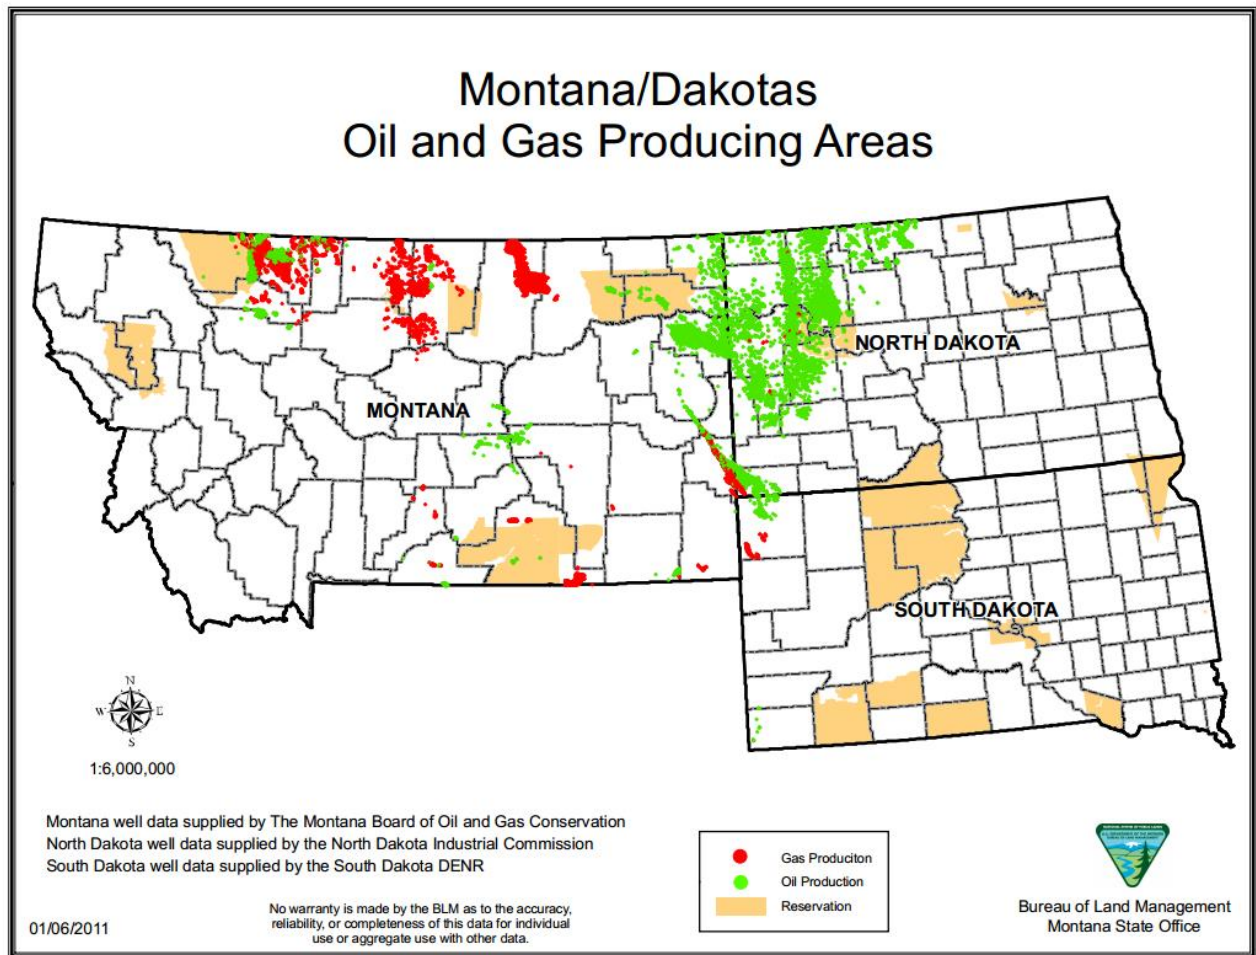 Montana/Dakotas
Oil and Gas Producing Areas
NORTH DAKOTA
MONTANA
SOUTH DAKOTA
N
W E
S
1:6,000,000
Montana well data supplied by The Montana Board of Oil and Gas Conservation
North Dakota well data supplied by the North Dakota Industrial Commission
South Dakota well data supplied by the South Dakota DENR
Gas Produciton
Oil Production
Reservation
No warranty is made by the BLM as to the accuracy,
reliability, or completeness of this data for individual
use or aggregate use with other data.
01/06/2011
Bureau of Land Management
Montana State Office